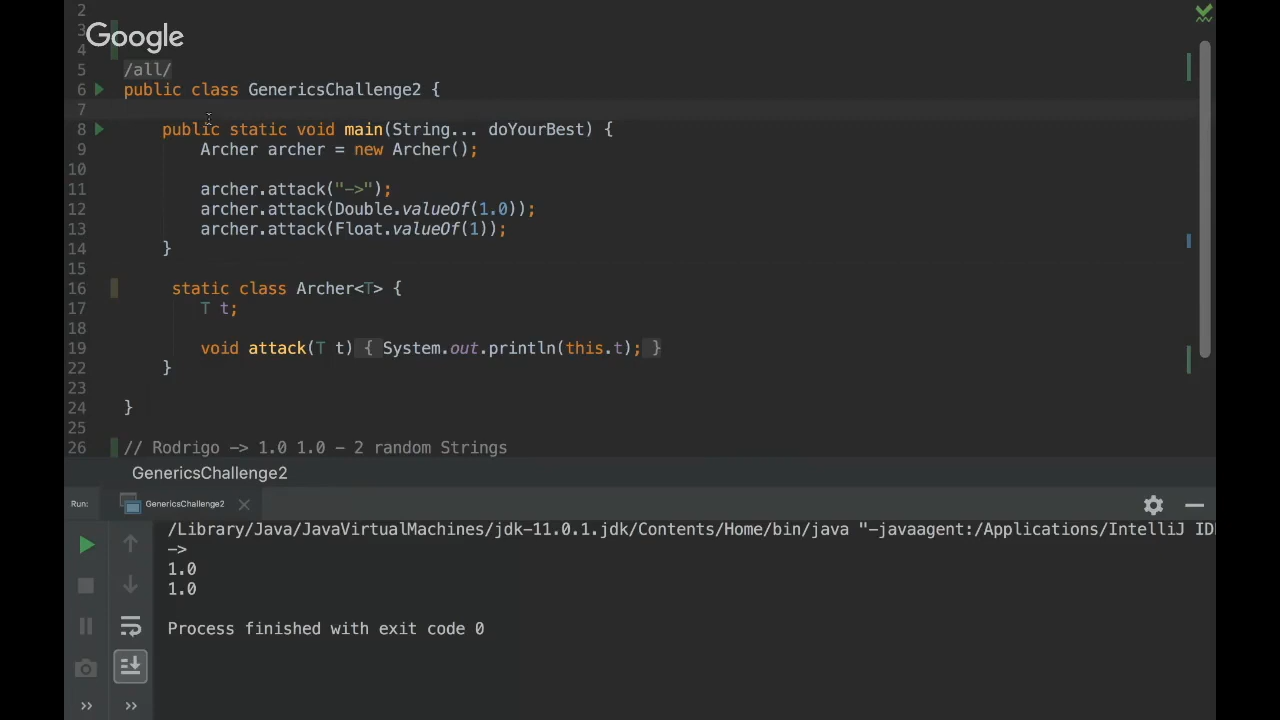 2
3
Google
4
5 /all/
6 public class GenericsChallenge2 {
7
8 public static void main(String... doYourBest) {
9 Archer archer = new Archer();
10
11 archer.attack("->");
12 archer.attack(Double.valueOf(1.0));
13 archer.attack(Float.valueOf(1));
14 }
15
16 static class Archer<T> {
17 T t;
18
19 void attack(T t) { System.out.println(this.t); }
22 }
23
24 }
25
26 // Rodrigo -> 1.0 1.0 - 2 random Strings
GenericsChallenge2
Run: GenericsChallenge2
/Library/Java/JavaVirtualMachines/jdk-11.0.1.jdk/Contents/Home/bin/java "-javaagent:/Applications/IntelliJ ID
->
1.0
1.0
Process finished with exit code 0